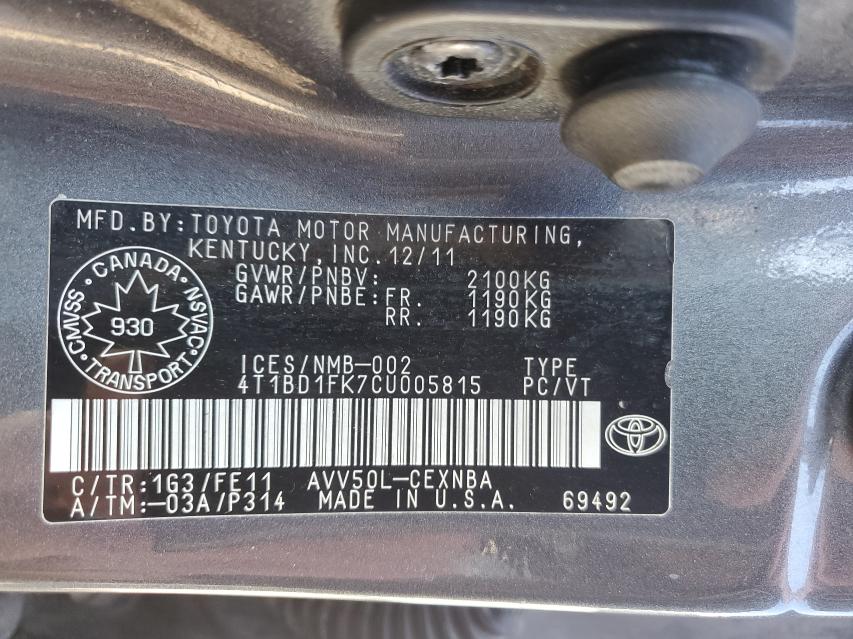 MFD.BY:TOYOTA MOTOR MANUFACTURING,
KENTUCKY, INC. 12/11
GVWR/PNBV: 2100KG
GAWR/PNBE: FR. 1190KG
RR. 1190KG
CANADA
CMVSS 930 NSVAC
TRANSPORT
ICES/NMB-002 TYPE
4T1BD1FK7CU005815 PC/VT
C/TR:1G3/FE11 AVV50L-CEXNBA
A/TM:-03A/P314 MADE IN U.S.A. 69492